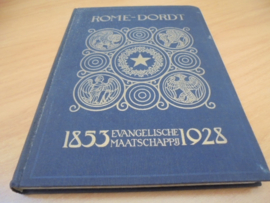 ROME-DORDT
1853 EVANGELISCHE MAATSCHAPPIJ 1928